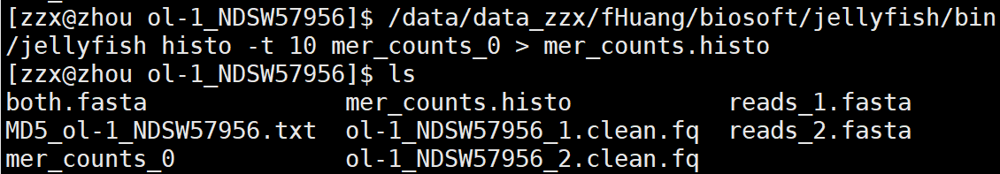 [zzx@zhou ol-1_NDSW57956]$ /data/data_zzx/fHuang/biosoft/jellyfish/bin
/jellyfish histo -t 10 mer_counts_0 > mer_counts.histo
[zzx@zhou ol-1_NDSW57956]$ ls
both.fasta mer_counts.histo reads_1.fasta
MD5_ol-1_NDSW57956.txt ol-1_NDSW57956_1.clean.fq reads_2.fasta
mer_counts_0 ol-1_NDSW57956_2.clean.fq